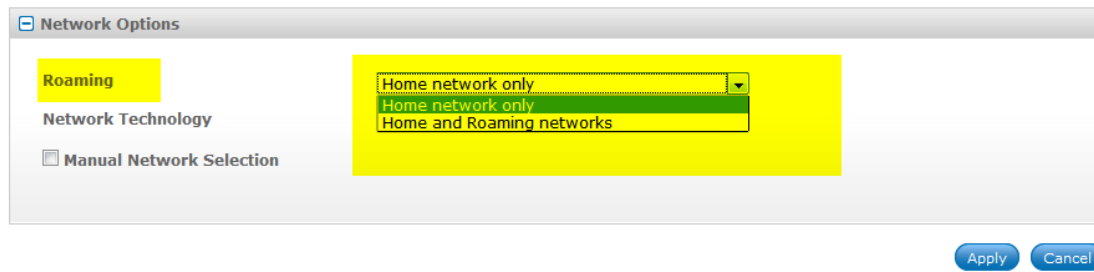 Network Options
Roaming
Home network only
Home network only
Home and Roaming networks
Network Technology
Manual Network Selection
Apply
Cancel